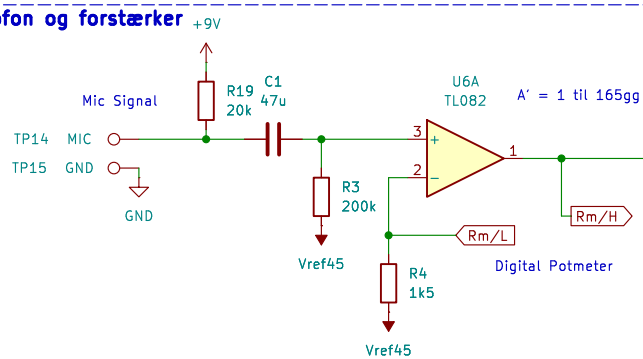 ofon og forstærker
+9V
R19
20k
C1
47u
U6A
TL082
A' = 1 til 165gg
Mic Signal
TP14 MIC
TP15 GND
GND
3
+
2
-
1
R3
200k
Vref45
Rm/L
Rm/H
Digital Potmeter
R4
1k5
Vref45